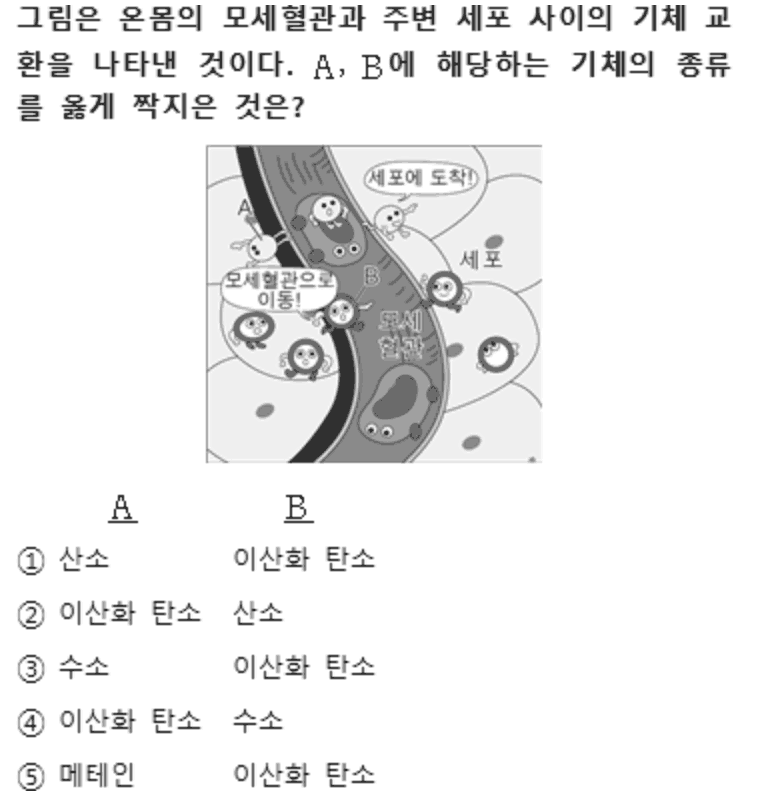 그림은 온몸의 모세혈관과 주변 세포 사이의 기체 교
환을 나타낸 것이다. A, B에 해당하는 기체의 종류
를 옳게 짝지은 것은?
세포에 도착!
A
세포
모세혈관으로
이동!
B
모세
혈관
A B
① 산소 이산화 탄소
② 이산화 탄소 산소
③ 수소 이산화 탄소
④ 이산화 탄소 수소
⑤ 메테인 이산화 탄소